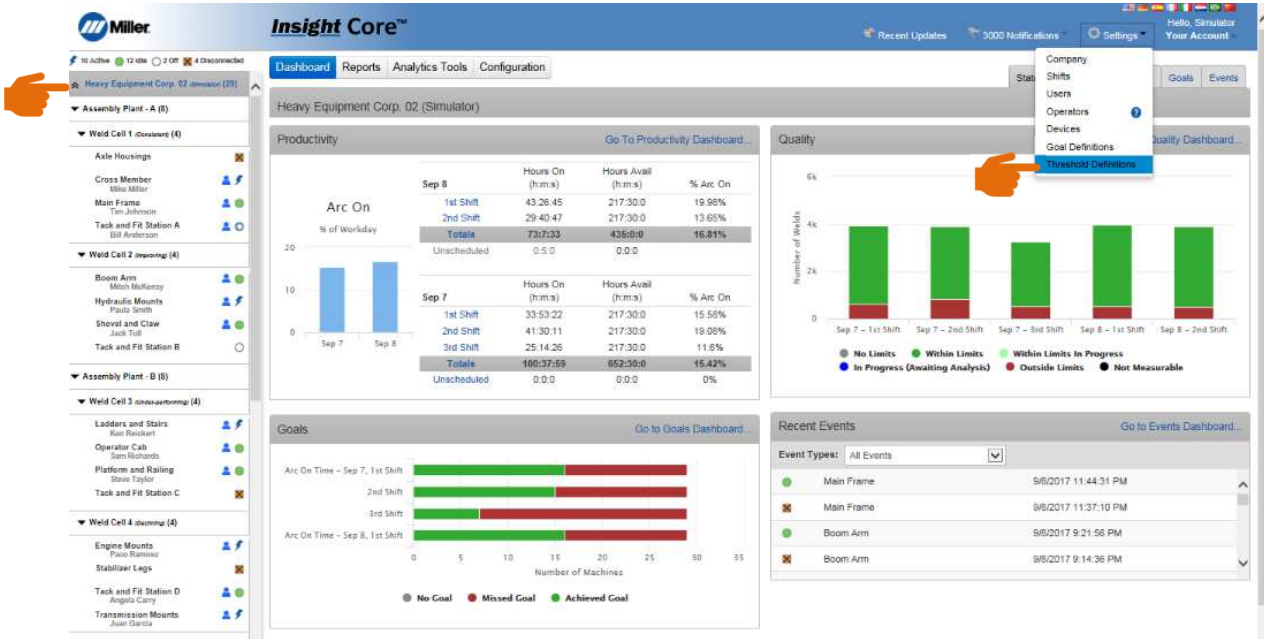 Miller.
Insight Core™
Recent Updates
3000 Notifications
Settings
Hello, Simulator
Your Account
10 Active 12 Idle 2 Off 4 Disconnected
Dashboard Reports Analytics Tools Configuration
Goals Events
Company
Shifts
Users
Operators
Devices
Goal Definitions
Threshold Definitions
Heavy Equipment Corp. 02 (Simulator) (29)
Assembly Plant - A (8)
Weld Cell 1 (Consistent) (4)
Axle Housings
Cross Member
Mike Miller
Main Frame
Tim Johnson
Tack and Fit Station A
Bill Anderson
Weld Cell 2 (Improving) (4)
Boom Arm
Mitch McKenzy
Hydraulic Mounts
Paula Smith
Shovel and Claw
Jack Tull
Tack and Fit Station B
Assembly Plant - B (8)
Weld Cell 3 (Under-performing) (4)
Ladders and Stairs
Ken Reickert
Operator Cab
Sam Richards
Platform and Railing
Steve Taylor
Tack and Fit Station C
Weld Cell 4 (Declining) (4)
Engine Mounts
Paco Ramirez
Stabilizer Legs
Tack and Fit Station D
Angela Carry
Transmission Mounts
Juan Garcia
Heavy Equipment Corp. 02 (Simulator)
Productivity Go To Productivity Dashboard...
Arc On
% of Workday
20
10
0
Sep 7 Sep 8
Sep 8 Hours On (h:m:s) Hours Avail (h:m:s) % Arc On
1st Shift 43:26:45 217:30:0 19.98%
2nd Shift 29:40:47 217:30:0 13.65%
Totals 73:7:33 435:0:0 16.81%
Unscheduled 0:5:0 0:0:0
Sep 7 Hours On (h:m:s) Hours Avail (h:m:s) % Arc On
1st Shift 33:53:22 217:30:0 15.58%
2nd Shift 41:30:11 217:30:0 19.08%
3rd Shift 25:14:26 217:30:0 11.6%
Totals 100:37:59 652:30:0 15.42%
Unscheduled 0:0:0 0:0:0 0%
Quality Quality Dashboard...
Number of Welds
6k
4k
2k
0
Sep 7 – 1st Shift Sep 7 – 2nd Shift Sep 7 – 3rd Shift Sep 8 – 1st Shift Sep 8 – 2nd Shift
No Limits Within Limits Within Limits In Progress
In Progress (Awaiting Analysis) Outside Limits Not Measurable
Goals Go to Goals Dashboard...
Arc On Time – Sep 7, 1st Shift
2nd Shift
3rd Shift
Arc On Time – Sep 8, 1st Shift
0 5 10 15 20 25 30 35
Number of Machines
No Goal Missed Goal Achieved Goal
Recent Events Go to Events Dashboard...
Event Types: All Events
Main Frame 9/8/2017 11:44:31 PM
Main Frame 9/8/2017 11:37:10 PM
Boom Arm 9/8/2017 9:21:56 PM
Boom Arm 9/8/2017 9:14:36 PM